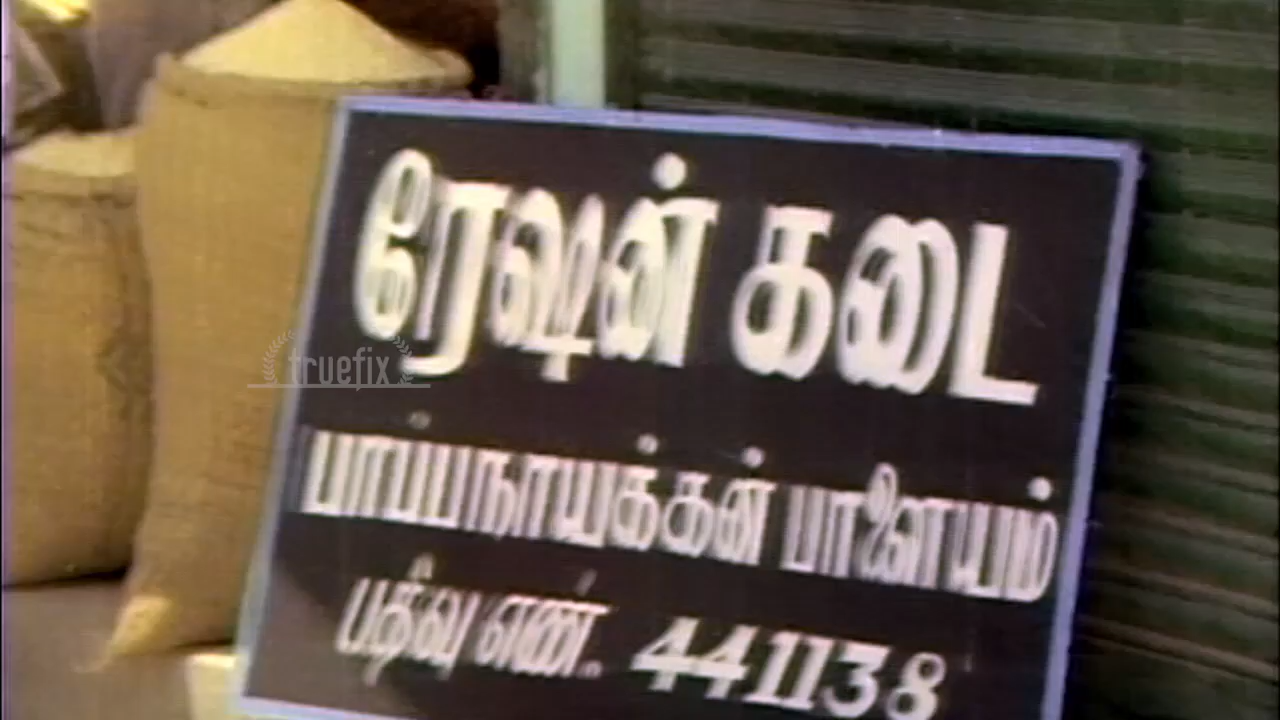 ரேஷன் கடை
பாப்பநாயக்கன் பாளையம்
பதிவு எண். 441138
truefix